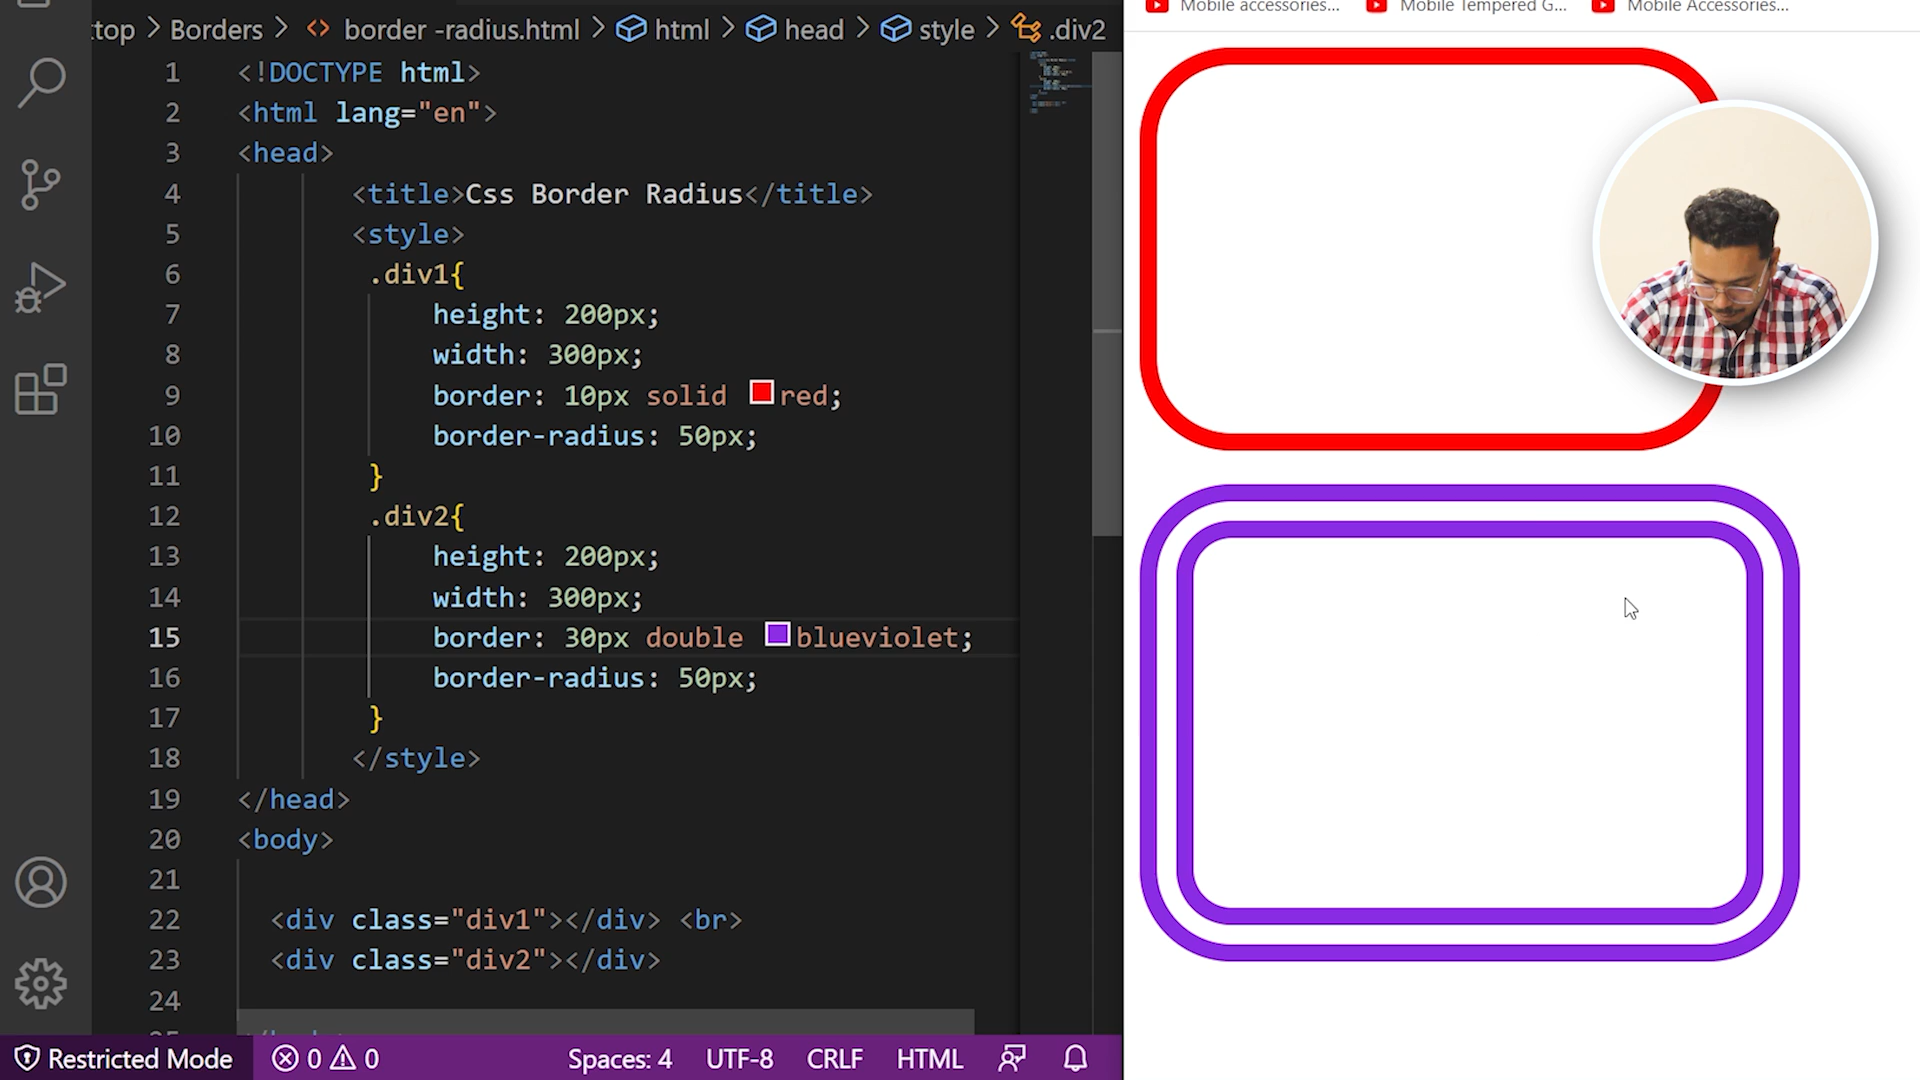 top > Borders > <> border -radius.html > html > head > style > .div2
Mobile accessories... Mobile Tempered G... Mobile Accessories...
1 <!DOCTYPE html>
2 <html lang="en">
3 <head>
4 <title>Css Border Radius</title>
5 <style>
6 .div1{
7 height: 200px;
8 width: 300px;
9 border: 10px solid red;
10 border-radius: 50px;
11 }
12 .div2{
13 height: 200px;
14 width: 300px;
15 border: 30px double blueviolet;
16 border-radius: 50px;
17 }
18 </style>
19 </head>
20 <body>
21
22 <div class="div1"></div> <br>
23 <div class="div2"></div>
24
Restricted Mode 0 0 Spaces: 4 UTF-8 CRLF HTML